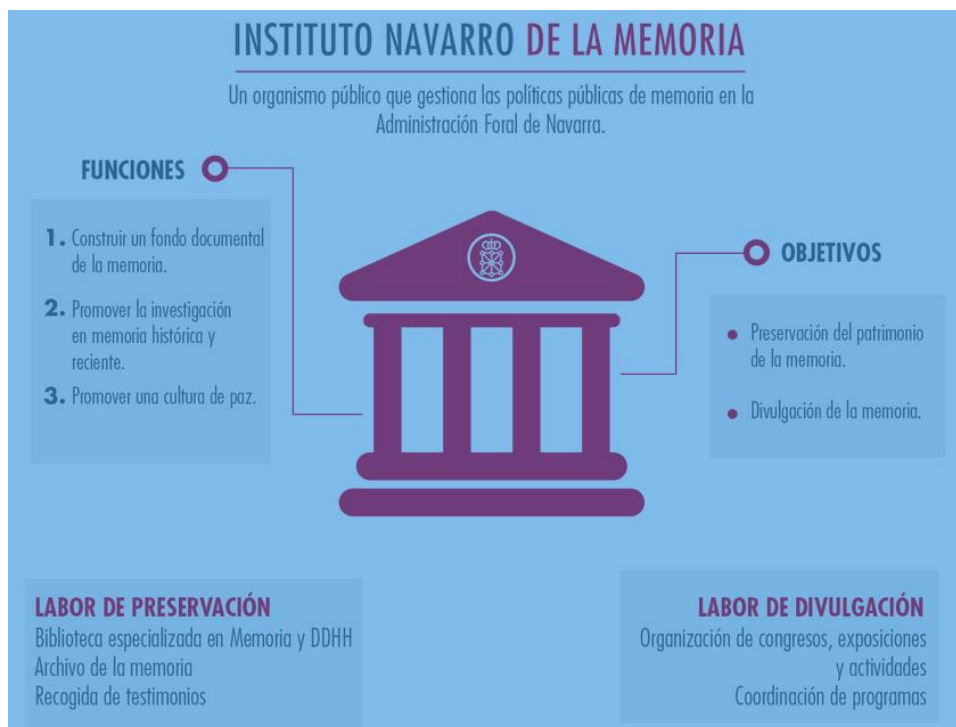 INSTITUTO NAVARRO DE LA MEMORIA
Un organismo público que gestiona las políticas públicas de memoria en la
Administración Foral de Navarra.
FUNCIONES
1. Construir un fondo documental
de la memoria.
2. Promover la investigación
en memoria histórica y
reciente.
3. Promover una cultura de paz.
OBJETIVOS
• Preservación del patrimonio
de la memoria.
• Divulgación de la memoria.
LABOR DE PRESERVACIÓN
Biblioteca especializada en Memoria y DDHH
Archivo de la memoria
Recogida de testimonios
LABOR DE DIVULGACIÓN
Organización de congresos, exposiciones
y actividades
Coordinación de programas